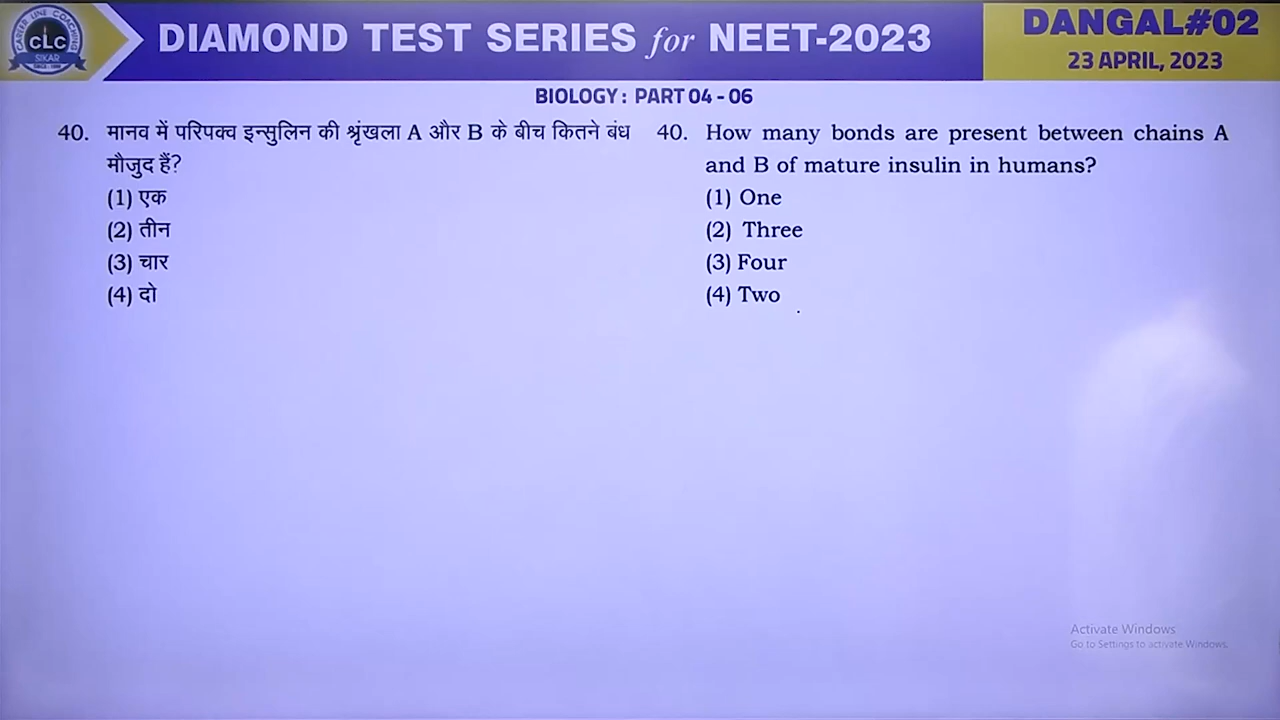 CAREER LINE COACHING
CLC
SIKAR
DIAMOND TEST SERIES for NEET-2023
DANGAL#02
23 APRIL, 2023
BIOLOGY : PART 04 - 06
40. मानव में परिपक्व इन्सुलिन की श्रृंखला A और B के बीच कितने बंध
मौजुद हैं?
(1) एक
(2) तीन
(3) चार
(4) दो
40. How many bonds are present between chains A
and B of mature insulin in humans?
(1) One
(2) Three
(3) Four
(4) Two
Activate Windows
Go to Settings to activate Windows.